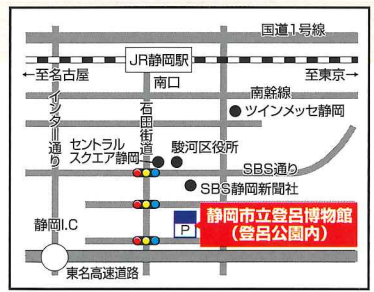 国道1号線
JR静岡駅
←至名古屋
南口
至東京→
南幹線
ツインメッセ静岡
インター通り
石田街道
セントラル
スクエア静岡
駿河区役所
SBS通り
SBS静岡新聞社
静岡I.C
P
静岡市立登呂博物館
(登呂公園内)
東名高速道路